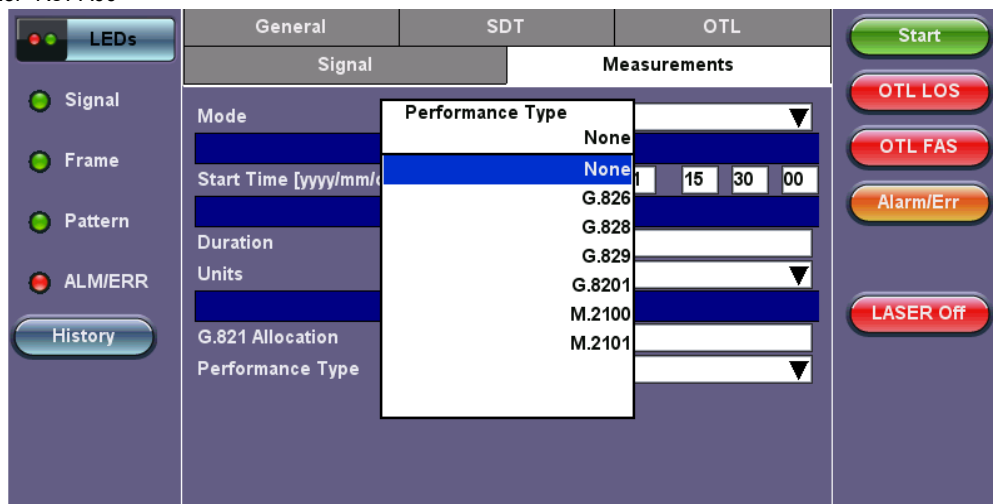 LEDs
General
SDT
OTL
Start
Signal
Measurements
OTL LOS
Signal
Mode
Performance Type
None
OTL FAS
Frame
None
Start Time [yyyy/mm/d
1 15 30 00
G.826
Alarm/Err
Pattern
G.828
Duration
G.829
Units
G.8201
ALM/ERR
M.2100
LASER Off
History
G.821 Allocation
M.2101
Performance Type